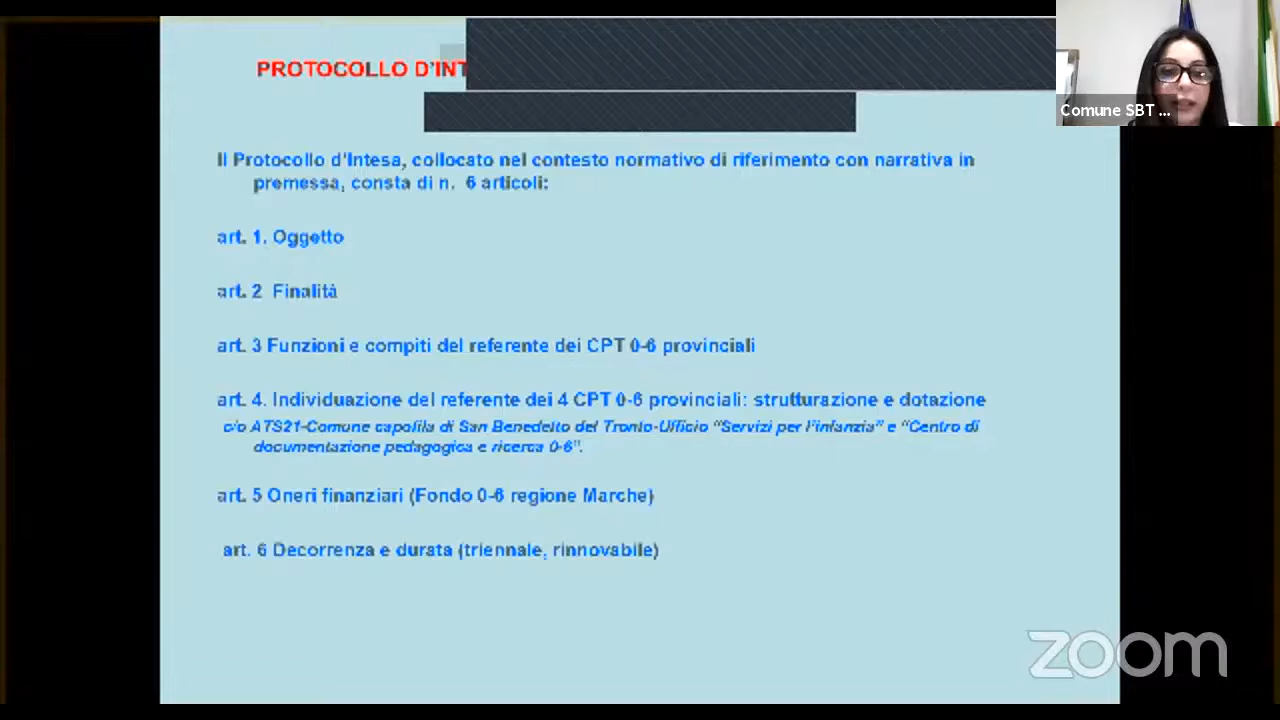 PROTOCOLLO D'INT
Comune SBT ...
Il Protocollo d'Intesa, collocato nel contesto normativo di riferimento con narrativa in
premessa, consta di n. 6 articoli:
art. 1. Oggetto
art. 2 Finalità
art. 3 Funzioni e compiti del referente dei CPT 0-6 provinciali
art. 4. Individuazione del referente dei 4 CPT 0-6 provinciali: strutturazione e dotazione
c/o ATS21-Comune capofila di San Benedetto del Tronto-Ufficio "Servizi per l'infanzia" e "Centro di
documentazione pedagogica e ricerca 0-6".
art. 5 Oneri finanziari (Fondo 0-6 regione Marche)
art. 6 Decorrenza e durata (triennale, rinnovabile)
zoom